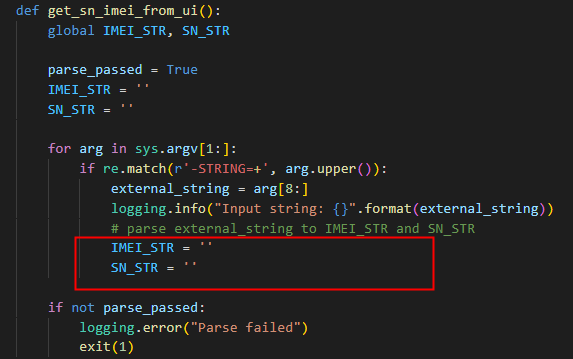 def get_sn_imei_from_ui():
    global IMEI_STR, SN_STR
    parse_passed = True
    IMEI_STR = ''
    SN_STR = ''
    for arg in sys.argv[1:]:
        if re.match(r'-STRING=+', arg.upper()):
            external_string = arg[8:]
            logging.info("Input string: {}".format(external_string))
            # parse external_string to IMEI_STR and SN_STR
            IMEI_STR = ''
            SN_STR = ''
    if not parse_passed:
        logging.error("Parse failed")
        exit(1)